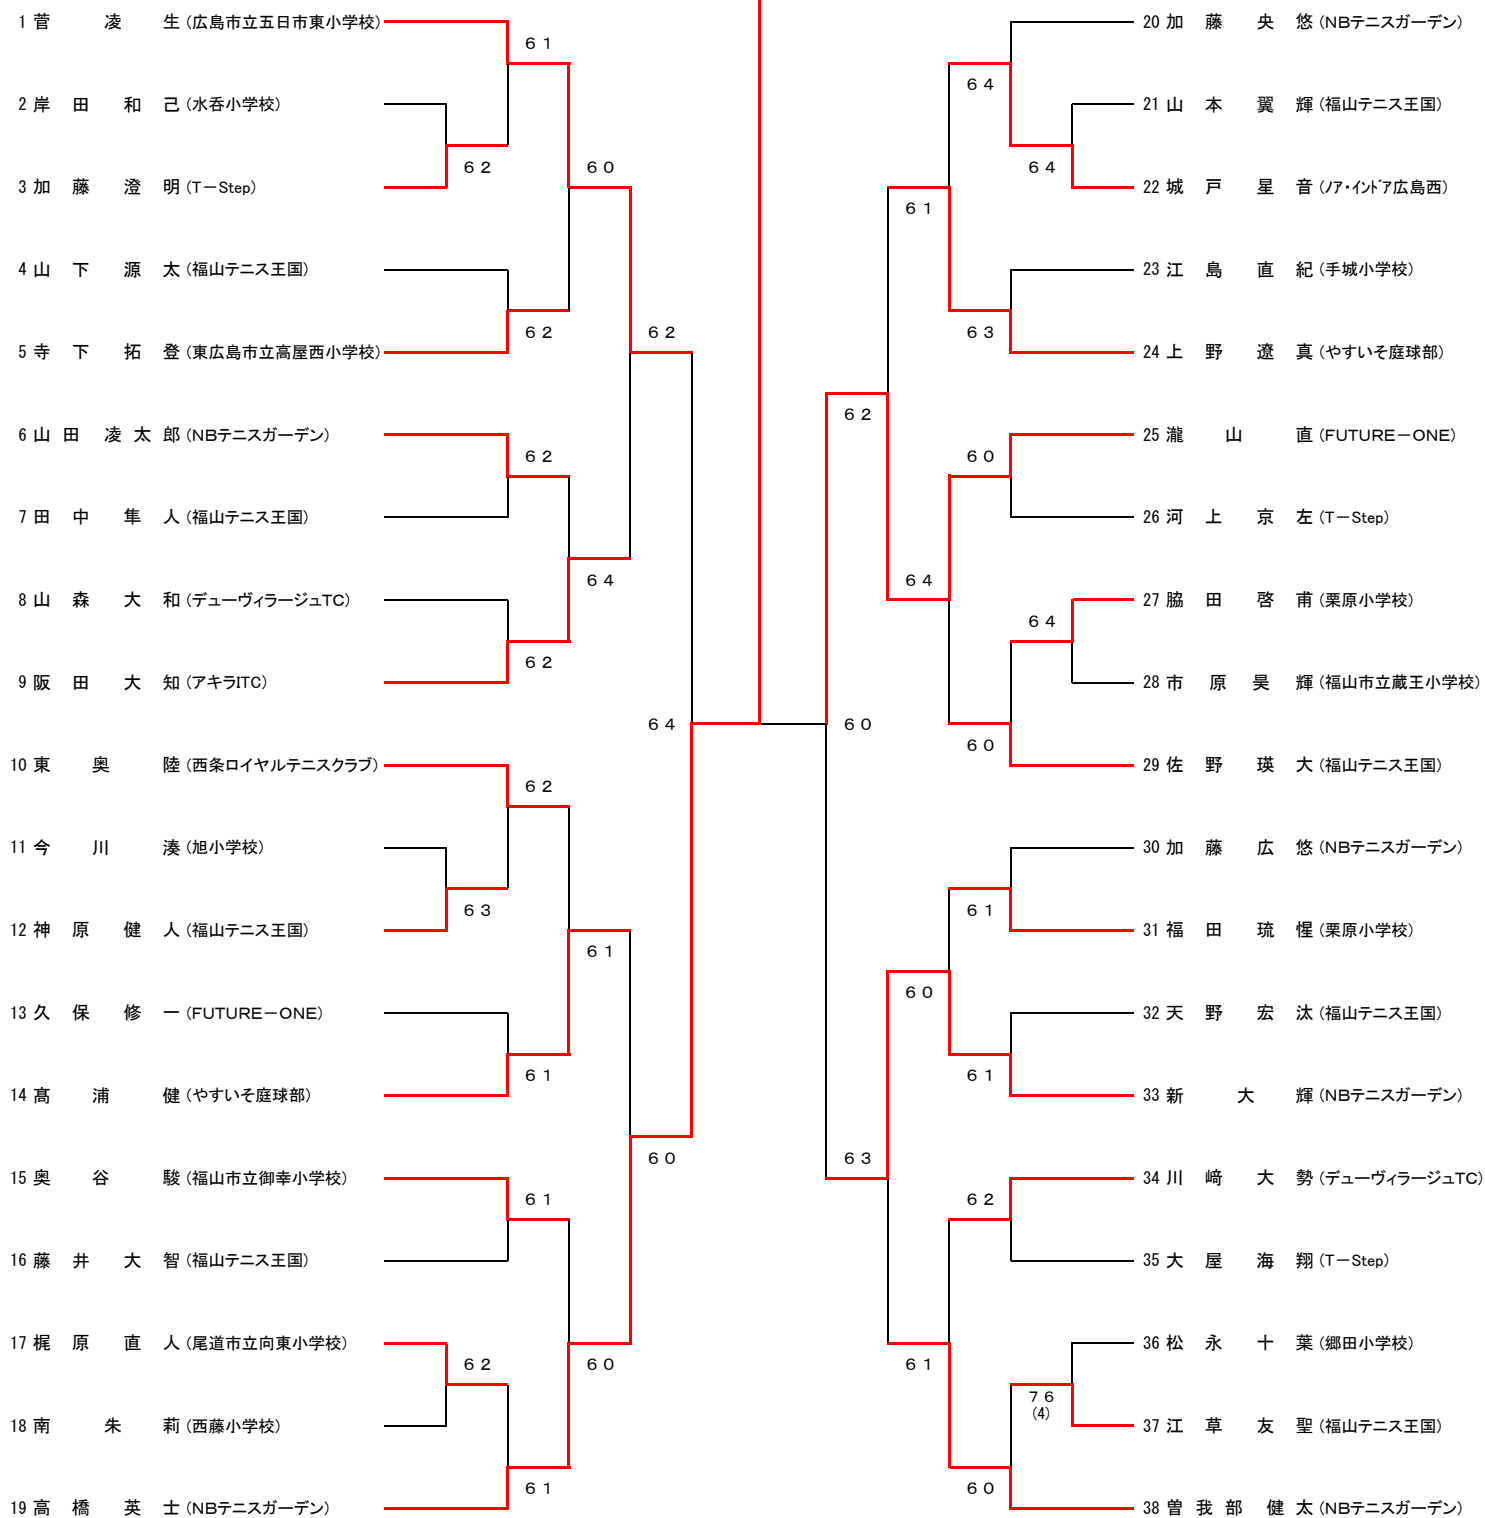 1 菅 凌 生 (広島市立五日市東小学校)
6 1
2 岸 田 和 己 (水呑小学校)
6 2
6 0
3 加 藤 澄 明 (T－Step)
4 山 下 源 太 (福山テニス王国)
6 2
6 2
5 寺 下 拓 登 (東広島市立高屋西小学校)
6 山 田 凌 太 郎 (NBテニスガーデン)
6 2
7 田 中 隼 人 (福山テニス王国)
6 4
8 山 森 大 和 (デューヴィラージュTC)
6 2
9 阪 田 大 知 (アキラITC)
6 4
10 東 奥 陸 (西条ロイヤルテニスクラブ)
6 2
11 今 川 湊 (旭小学校)
6 3
12 神 原 健 人 (福山テニス王国)
6 1
13 久 保 修 一 (FUTURE－ONE)
6 1
14 髙 浦 健 (やすいそ庭球部)
6 0
15 奥 谷 駿 (福山市立御幸小学校)
6 1
16 藤 井 大 智 (福山テニス王国)
17 梶 原 直 人 (尾道市立向東小学校)
6 2
6 0
18 南 朱 莉 (西藤小学校)
6 1
19 高 橋 英 士 (NBテニスガーデン)
20 加 藤 央 悠 (NBテニスガーデン)
6 4
21 山 本 翼 輝 (福山テニス王国)
6 4
22 城 戸 星 音 (ノア・インドア広島西)
6 1
23 江 島 直 紀 (手城小学校)
6 3
24 上 野 遼 真 (やすいそ庭球部)
6 2
25 瀧 山 直 (FUTURE－ONE)
6 0
26 河 上 京 左 (T－Step)
6 4
27 脇 田 啓 甫 (栗原小学校)
6 4
28 市 原 昊 輝 (福山市立蔵王小学校)
6 0
6 0
29 佐 野 瑛 大 (福山テニス王国)
30 加 藤 広 悠 (NBテニスガーデン)
6 1
31 福 田 琉 惺 (栗原小学校)
6 0
32 天 野 宏 汰 (福山テニス王国)
6 1
33 新 大 輝 (NBテニスガーデン)
6 3
34 川 﨑 大 勢 (デューヴィラージュTC)
6 2
35 大 屋 海 翔 (T－Step)
36 松 永 十 葉 (郷田小学校)
6 1
7 6
(4)
37 江 草 友 聖 (福山テニス王国)
6 0
38 曽 我 部 健 太 (NBテニスガーデン)